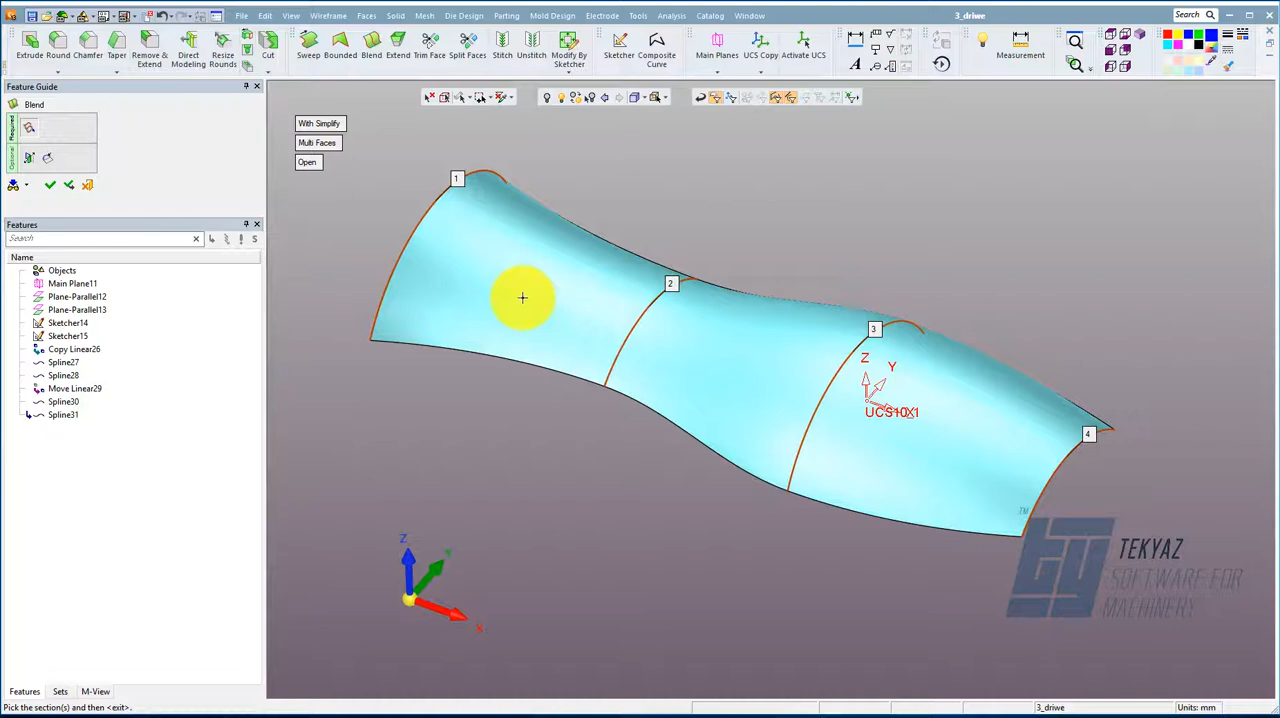 File Edit View Wireframe Faces Solid Mesh Die Design Parting Mold Design Electrode Tools Analysis Catalog Window 3_driwe Search
Extrude Round Chamfer Taper Remove & Extend Direct Modeling Resize Rounds Cut Sweep Rounded Blend Extend Trim Face Split Faces Stitch Unstitch Modify By Sketcher Sketcher Composite Curve Main Planes UCS Copy Activate UCS Measurement
Feature Guide
Blend
Required
Optional
With Simplify
Multi Faces
Open
Features
Search
Name
Objects
Main Plane11
Plane-Parallel12
Plane-Parallel13
Sketcher14
Sketcher15
Copy Linear26
Spline27
Spline28
Move Linear29
Spline30
Spline31
1
2
3
4
Z
Y
Z
Y
X
TM
TEKYAZ
SOFTWARE FOR
MACHINERY
Features Sets M-View
Pick the section(s) and then <exit>.
3_driwe
Units: mm